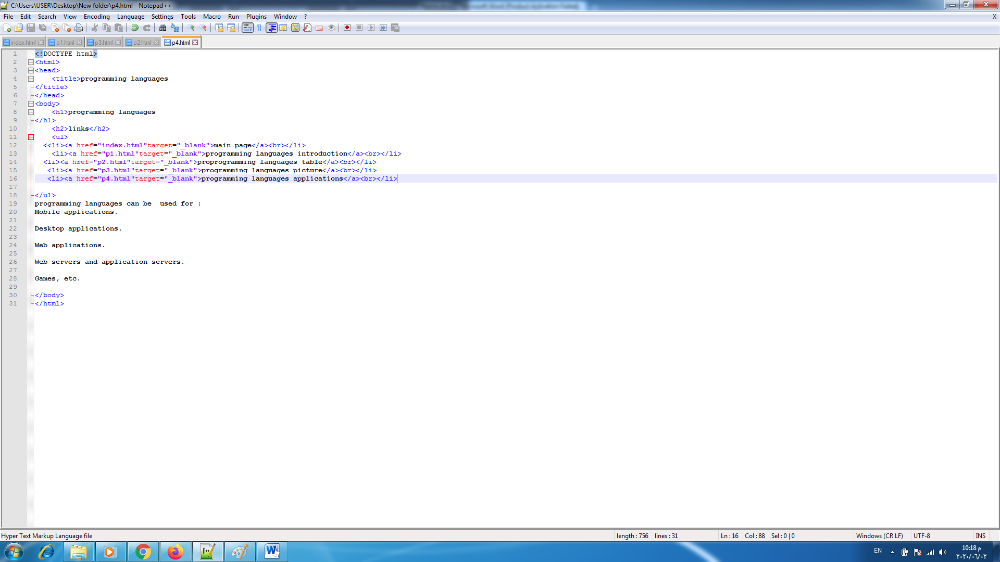 C:\Users\USER\Desktop\New folder\p4.html - Notepad++
File Edit Search View Encoding Language Settings Tools Macro Run Plugins Window ? X
index.html p1.html p3.html p2.html p4.html
1 <!DOCTYPE html>
2 <html>
3 <head>
4 <title>programming languages
5 </title>
6 </head>
7 <body>
8 <h1>programming languages
9 </h1>
10 <h2>links</h2>
11 <ul>
12 <<li><a href="index.html"target="_blank">main page</a><br></li>
13 <li><a href="p1.html"target="_blank">programming languages introduction</a><br></li>
14 <li><a href="p2.html"target="_blank">proprogramming languages table</a><br></li>
15 <li><a href="p3.html"target="_blank">programming languages picture</a><br></li>
16 <li><a href="p4.html"target="_blank">programming languages applications</a><br></li>
17
18 </ul>
19 programming languages can be  used for :
20 Mobile applications.
21
22 Desktop applications.
23
24 Web applications.
25
26 Web servers and application servers.
27
28 Games, etc.
29
30 </body>
31 </html>
Hyper Text Markup Language file length : 756 lines : 31 Ln : 16 Col : 88 Sel : 0 | 0 Windows (CR LF) UTF-8 INS
EN 10:18 م
٢٠٢٠/٠٦/٠٢